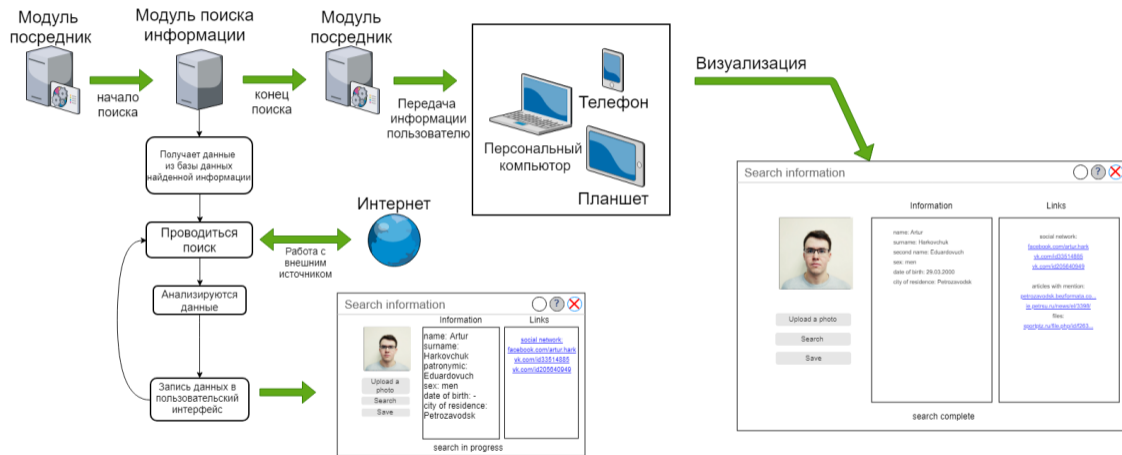 Модуль
посредник
Модуль поиска
информации
Модуль
посредник
начало
поиска
конец
поиска
Передача
информации
пользователю
Телефон
Персональный
компьютор
Планшет
Визуализация
Получает данные
из базы данных
найденной информации
Проводиться
поиск
Интернет
Работа с
внешним
источником
Анализируются
данные
Запись данных в
пользовательский
интерфейс
Search information
?
Information
Links
name: Artur
surname:
Harkovchuk
patronymic:
Eduardovuch
sex: men
date of birth: -
city of residence:
Petrozavodsk
social network:
facebook.com/artur.hark
vk.com/id33514885
vk.com/id205640949
Upload a
photo
Search
Save
search in progress
Search information
?
Information
Links
name: Artur
surname: Harkovchuk
second name: Eduardovuch
sex: men
date of birth: 29.03.2000
city of residence: Petrozavodsk
social network:
facebook.com/artur.hark
vk.com/id33514885
vk.com/id205640949
articles with mention:
files:
Upload a photo
Search
Save
search complete